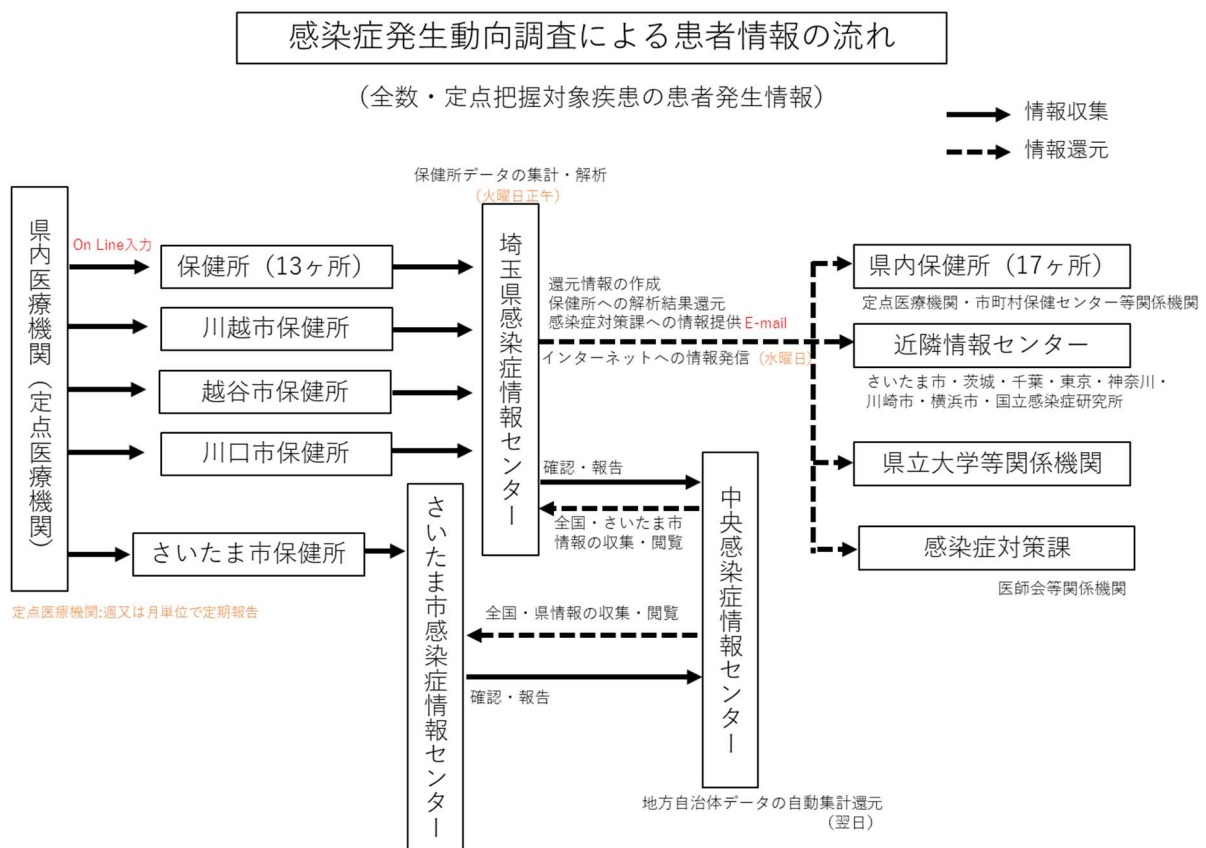 感染症発生動向調査による患者情報の流れ
（全数・定点把握対象疾患の患者発生情報）
情報収集
情報還元
保健所データの集計・解析
（火曜日正午）
県内医療機関（定点医療機関）
On Line入力
保健所（13ヶ所）
川越市保健所
越谷市保健所
川口市保健所
さいたま市保健所
定点医療機関:週又は月単位で定期報告
埼玉県感染症情報センター
さいたま市感染症情報センター
還元情報の作成
保健所への解析結果還元
感染症対策課への情報提供 E-mail
インターネットへの情報発信（水曜日）
確認・報告
全国・さいたま市
情報の収集・閲覧
全国・県情報の収集・閲覧
確認・報告
中央感染症情報センター
地方自治体データの自動集計還元
（翌日）
県内保健所（17ヶ所）
定点医療機関・市町村保健センター等関係機関
近隣情報センター
さいたま市・茨城・千葉・東京・神奈川・
川崎市・横浜市・国立感染症研究所
県立大学等関係機関
感染症対策課
医師会等関係機関